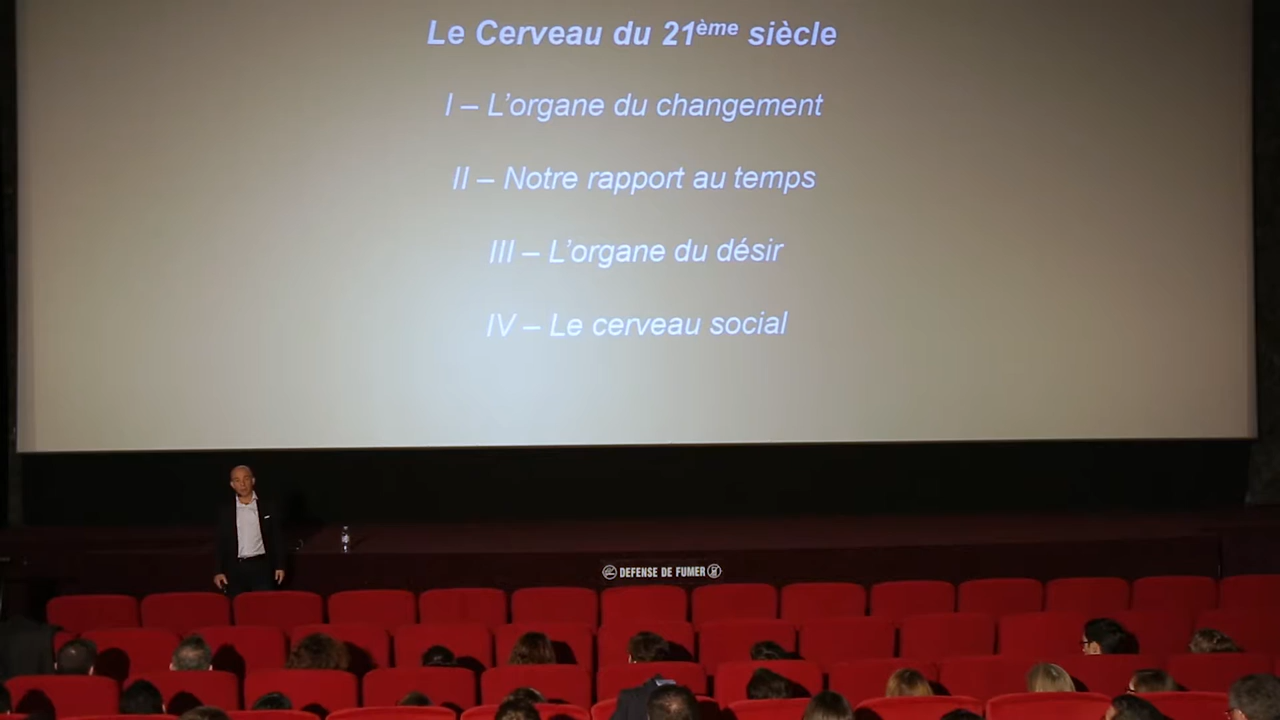 Le Cerveau du 21ème siècle
I – L’organe du changement
II – Notre rapport au temps
III – L’organe du désir
IV – Le cerveau social
DEFENSE DE FUMER